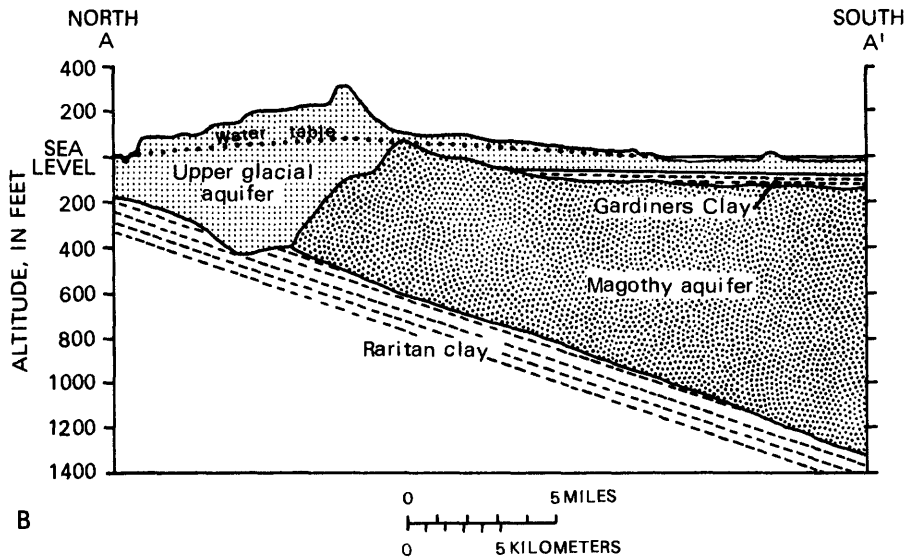 NORTH
A
SOUTH
A'
400
200
SEA
LEVEL
200
400
600
800
1000
1200
1400
ALTITUDE, IN FEET
Water table
Upper glacial
aquifer
Gardiners Clay
Magothy aquifer
Raritan clay
B
0 5 MILES
0 5 KILOMETERS